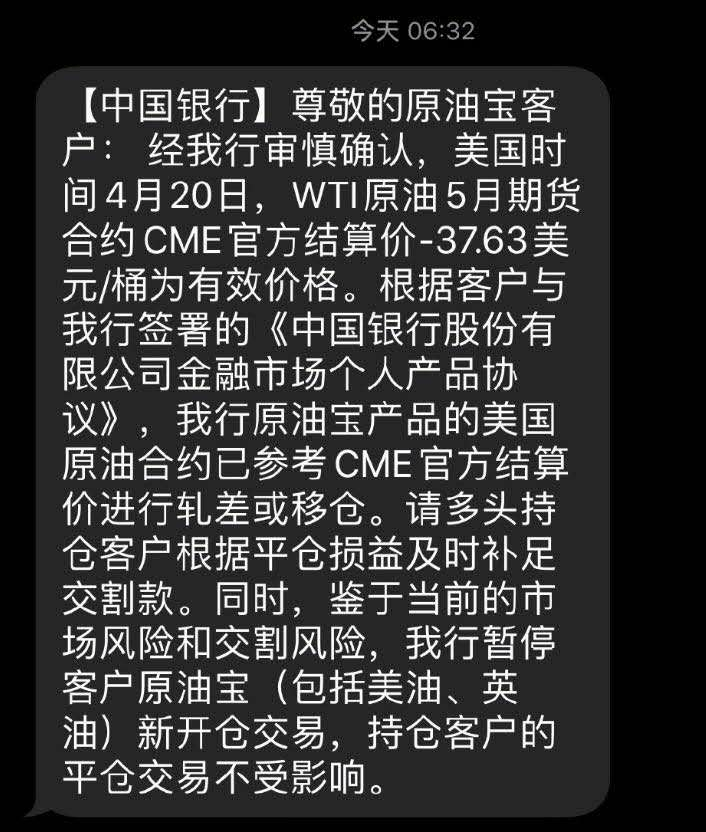 今天 06:32
【中国银行】尊敬的原油宝客
户： 经我行审慎确认，美国时
间4月20日，WTI原油5月期货
合约CME官方结算价-37.63美
元/桶为有效价格。根据客户与
我行签署的《中国银行股份有
限公司金融市场个人产品协
议》，我行原油宝产品的美国
原油合约已参考CME官方结算
价进行轧差或移仓。请多头持
仓客户根据平仓损益及时补足
交割款。同时，鉴于当前的市
场风险和交割风险，我行暂停
客户原油宝（包括美油、英
油）新开仓交易，持仓客户的
平仓交易不受影响。